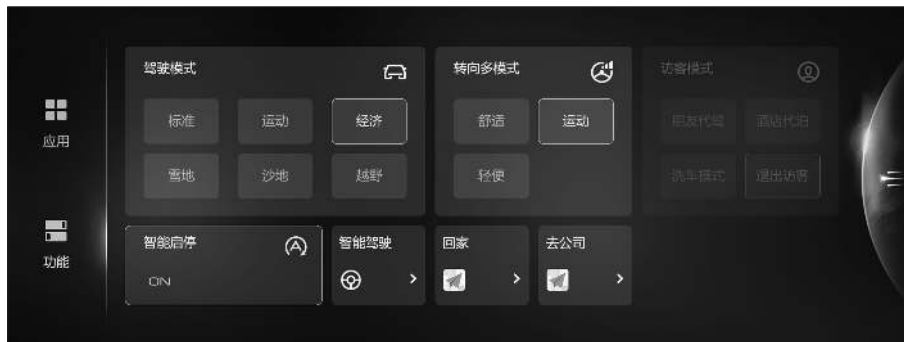 应用
功能
驾驶模式
标准 运动 经济
雪地 沙地 越野
转向多模式
舒适 运动
轻便
访客模式
朋友代驾 酒店代泊
洗车模式 退出访客
智能启停
ON
智能驾驶
回家
去公司